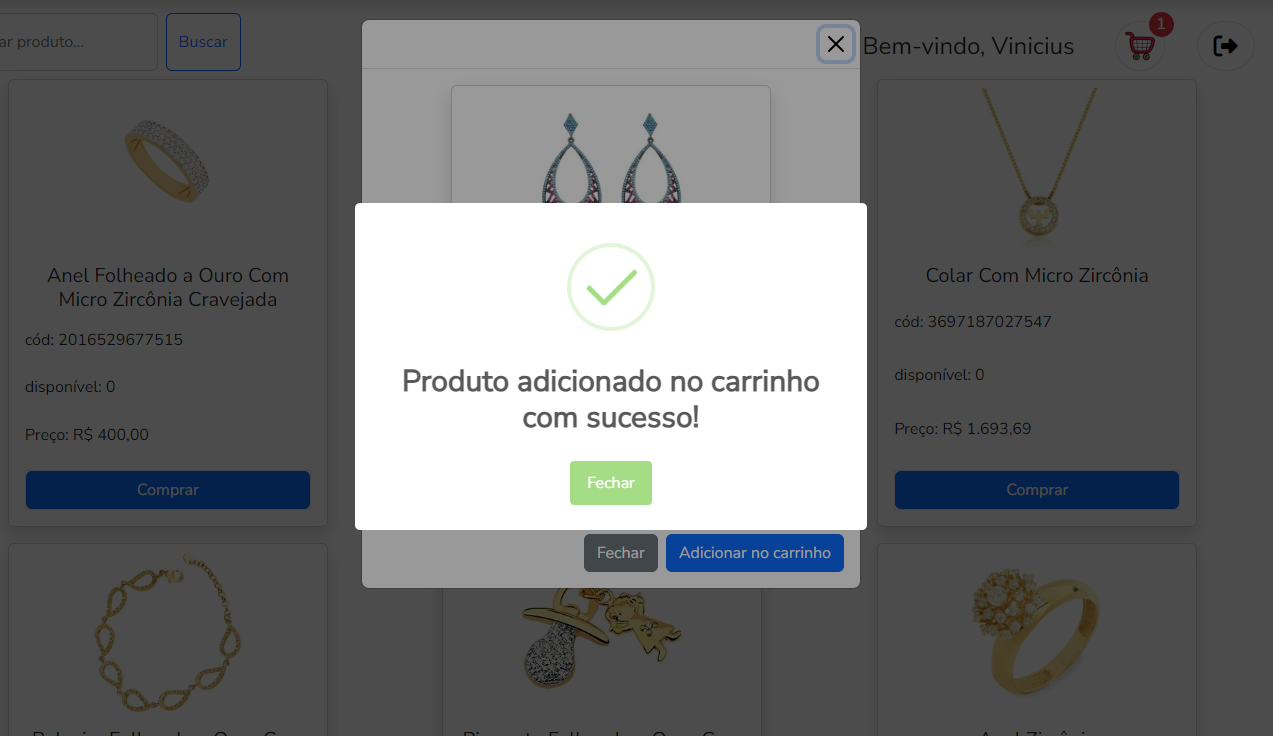 ar produto...
Buscar
Bem-vindo, Vinicius
1
Anel Folheado a Ouro Com
Micro Zircônia Cravejada
cód: 2016529677515
disponível: 0
Preço: R$ 400,00
Comprar
Produto adicionado no carrinho
com sucesso!
Fechar
Fechar
Adicionar no carrinho
Colar Com Micro Zircônia
cód: 3697187027547
disponível: 0
Preço: R$ 1.693,69
Comprar
Anel Zircônia